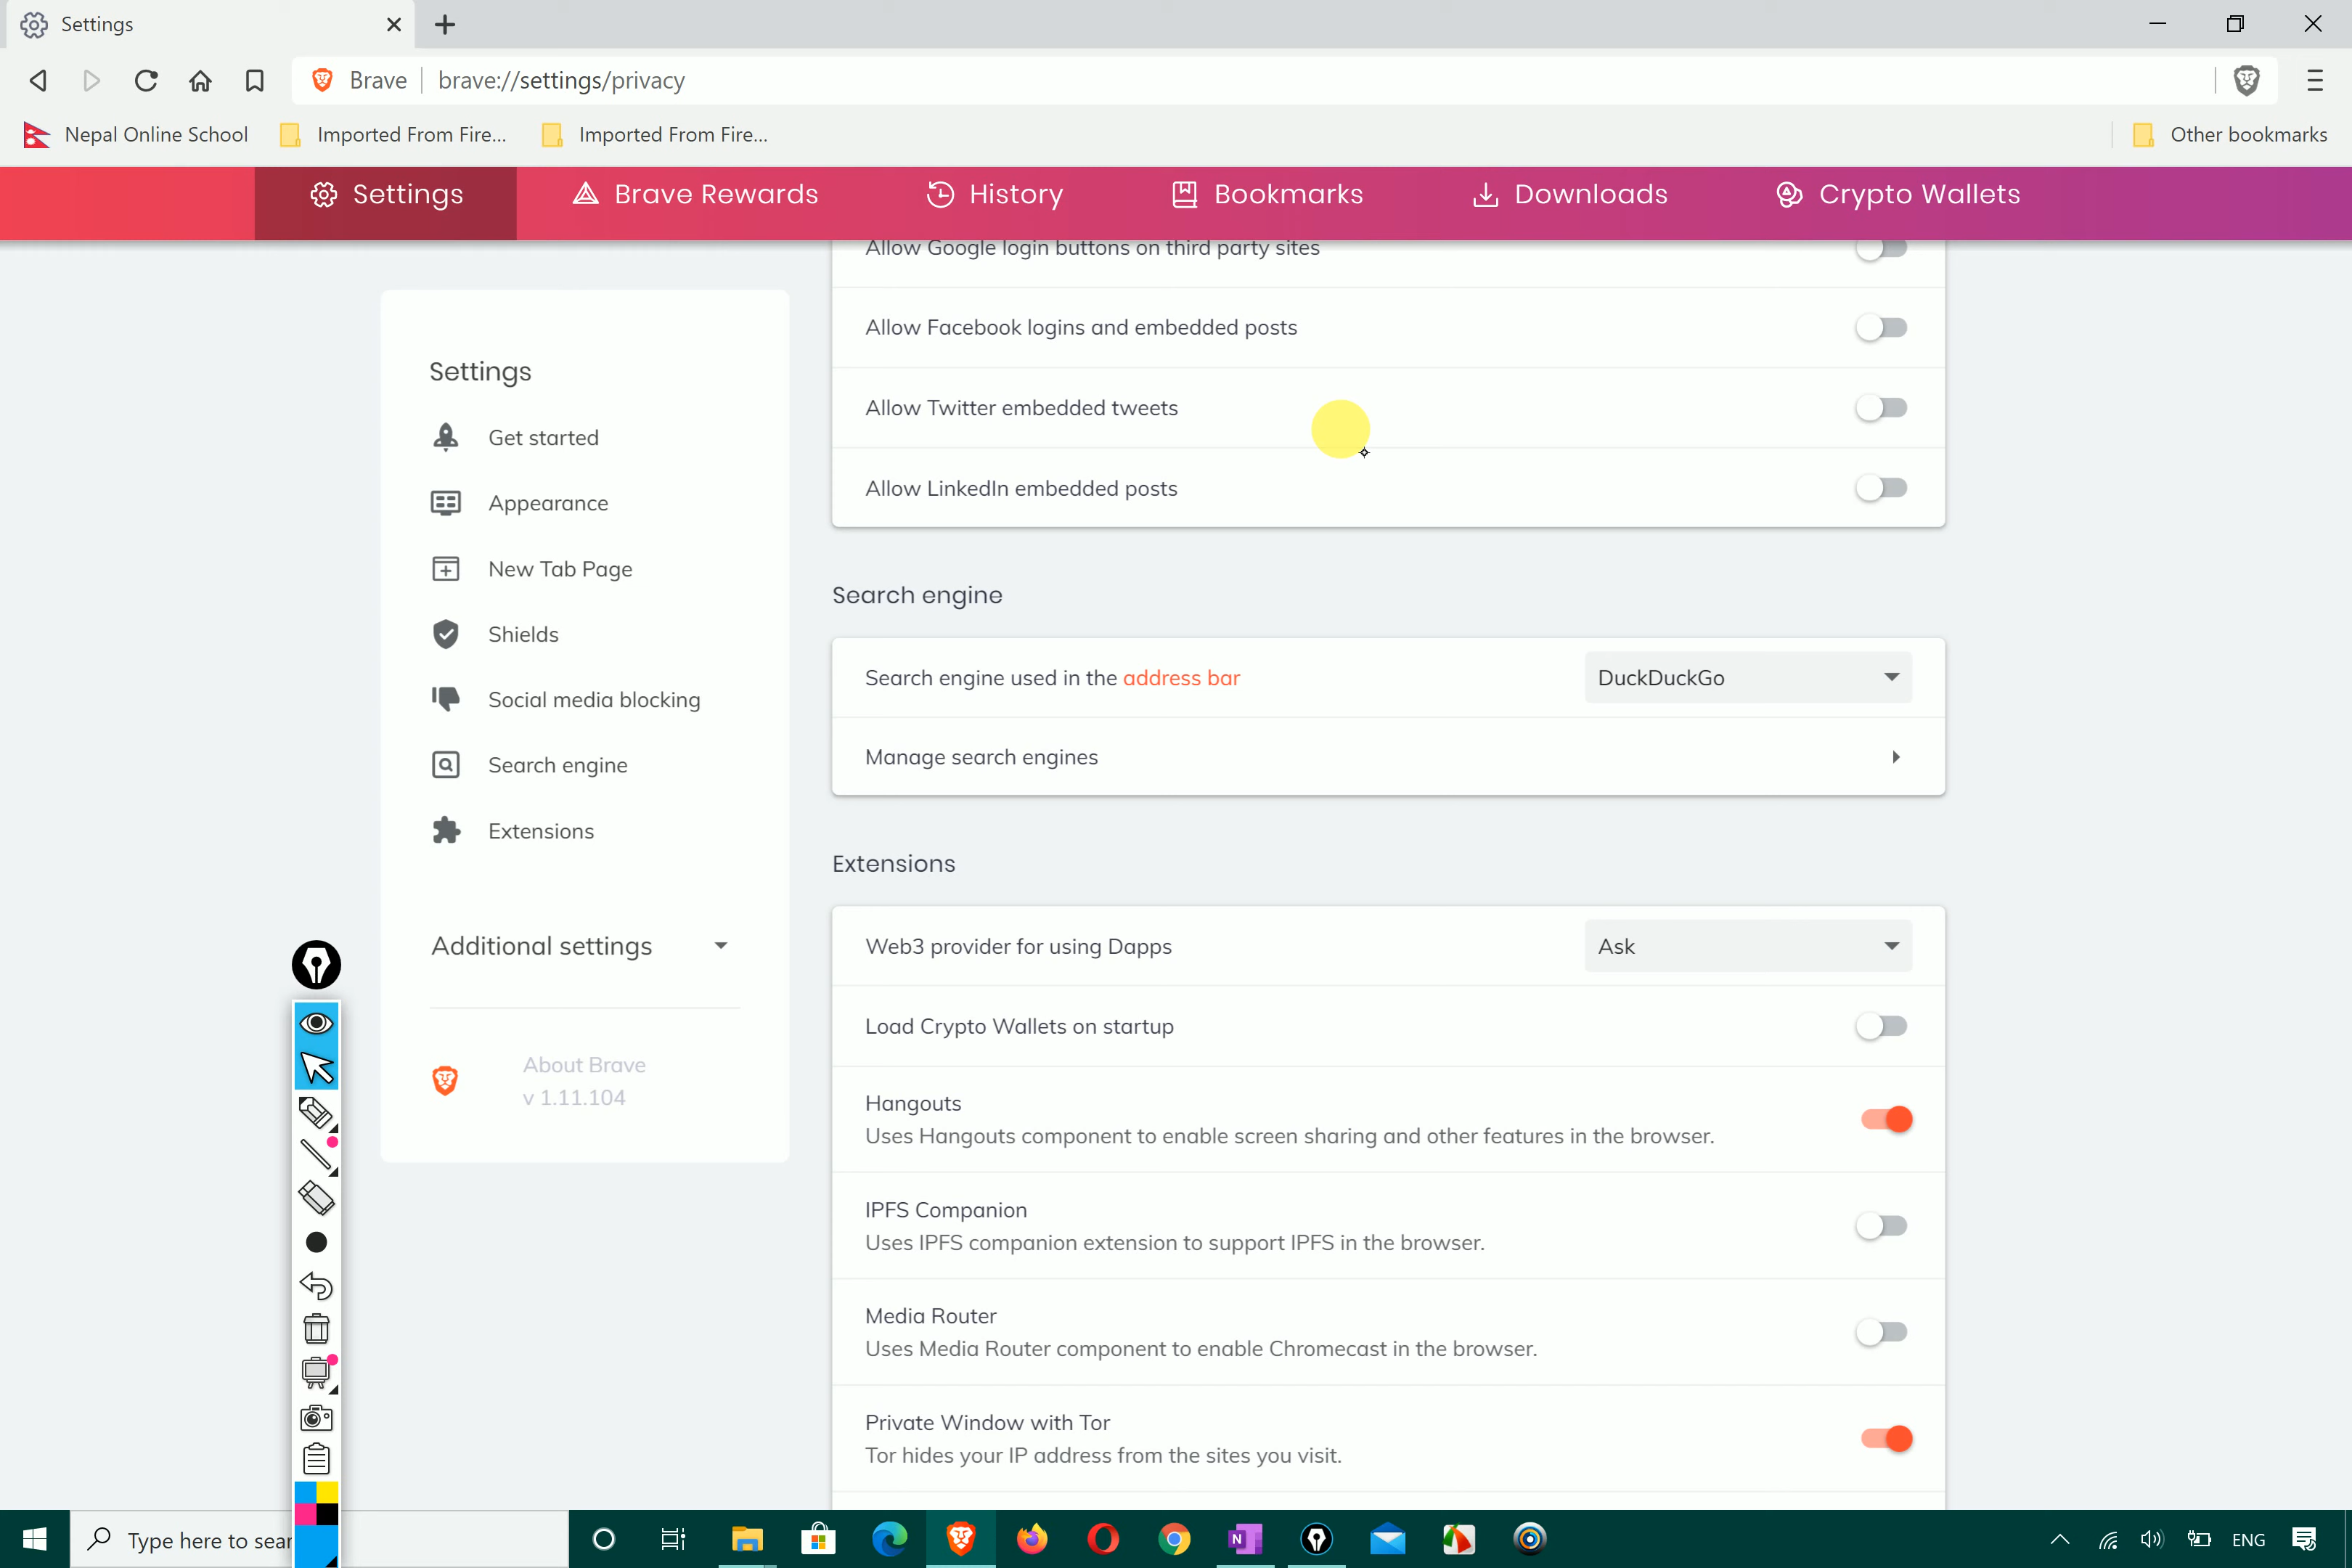 Settings
Brave
brave://settings/privacy
Nepal Online School
Imported From Fire...
Imported From Fire...
Other bookmarks
Settings
Brave Rewards
History
Bookmarks
Downloads
Crypto Wallets
Settings
Get started
Appearance
New Tab Page
Shields
Social media blocking
Search engine
Extensions
Additional settings
About Brave
v 1.11.104
Allow Google login buttons on third party sites
Allow Facebook logins and embedded posts
Allow Twitter embedded tweets
Allow LinkedIn embedded posts
Search engine
Search engine used in the address bar
DuckDuckGo
Manage search engines
Extensions
Web3 provider for using Dapps
Ask
Load Crypto Wallets on startup
Hangouts
Uses Hangouts component to enable screen sharing and other features in the browser.
IPFS Companion
Uses IPFS companion extension to support IPFS in the browser.
Media Router
Uses Media Router component to enable Chromecast in the browser.
Private Window with Tor
Tor hides your IP address from the sites you visit.
Type here to sear
N
ENG